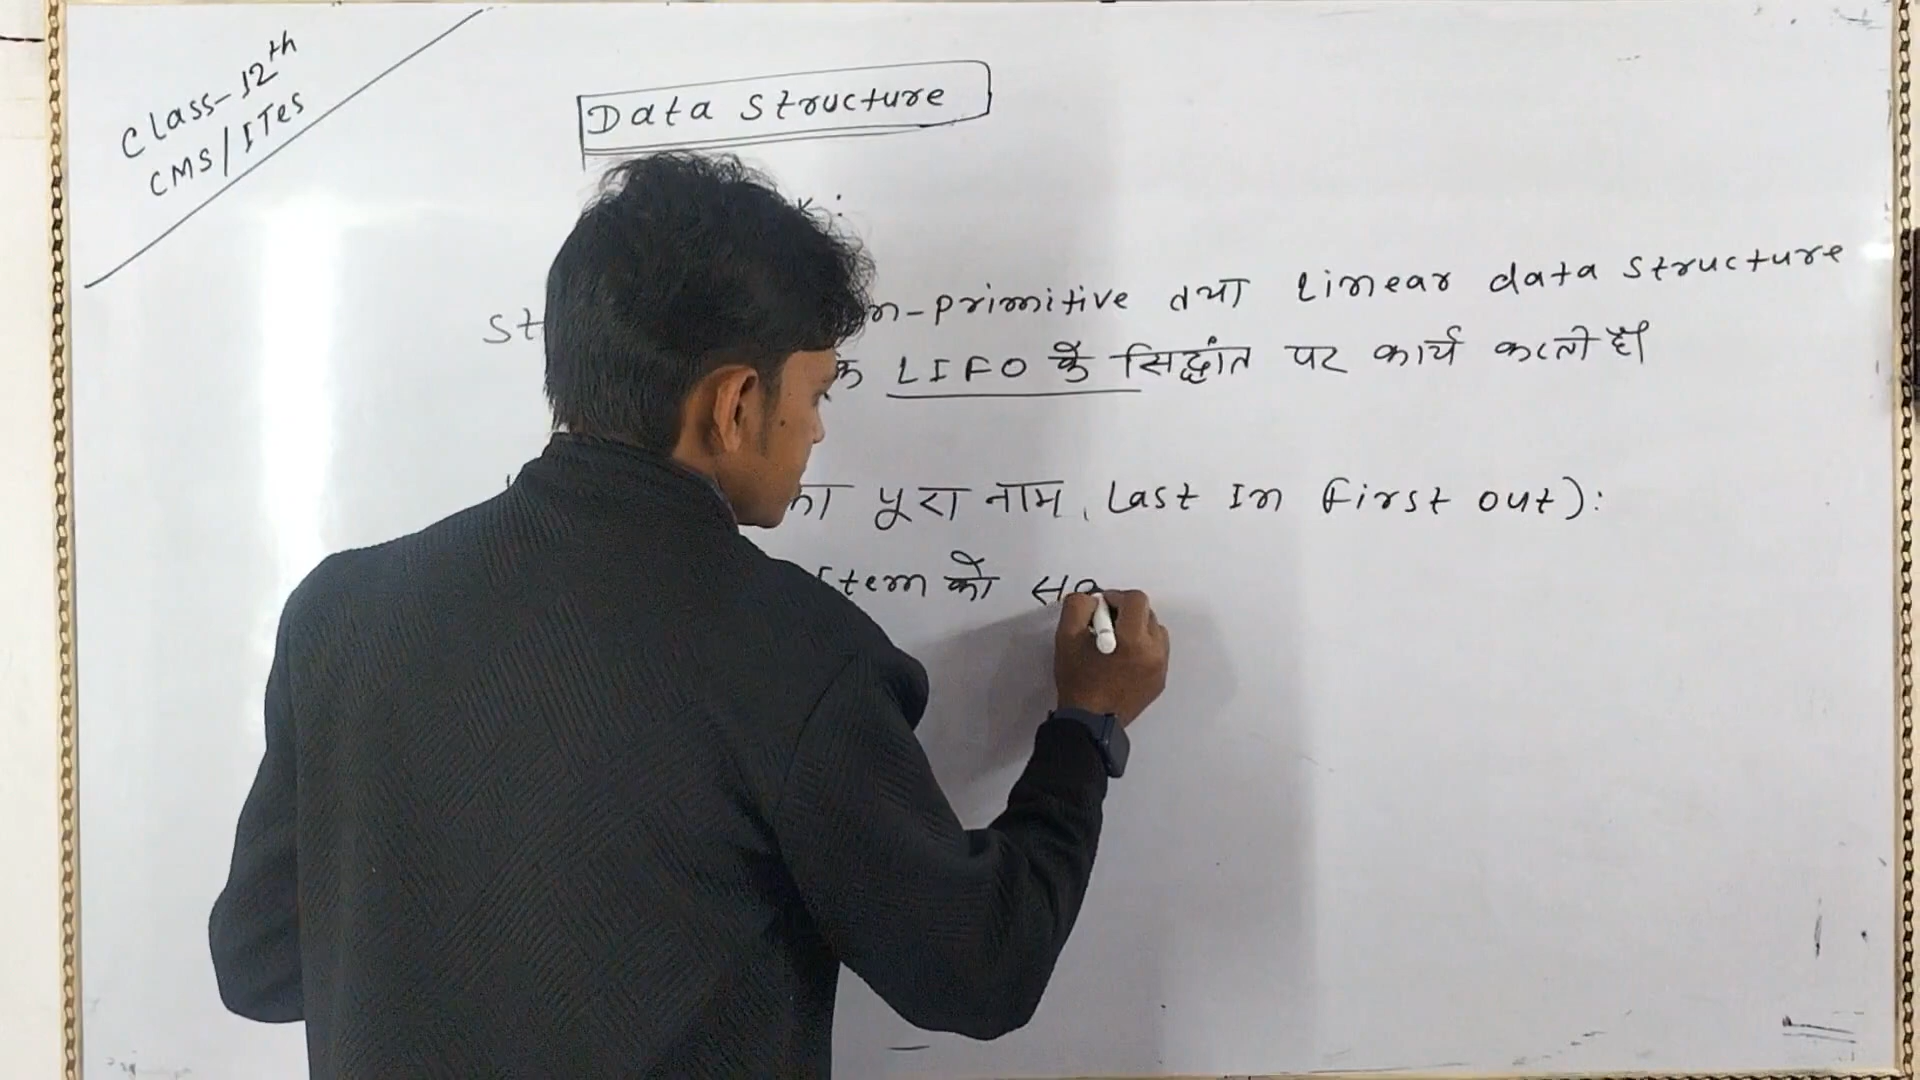 Class-12th
CMS/ITes
Data Structure
k:
St n-primitive तथा Linear data structure
क LIFO के सिद्धांत पर कार्य करती हैं
का पूरा नाम, Last In First out):
को